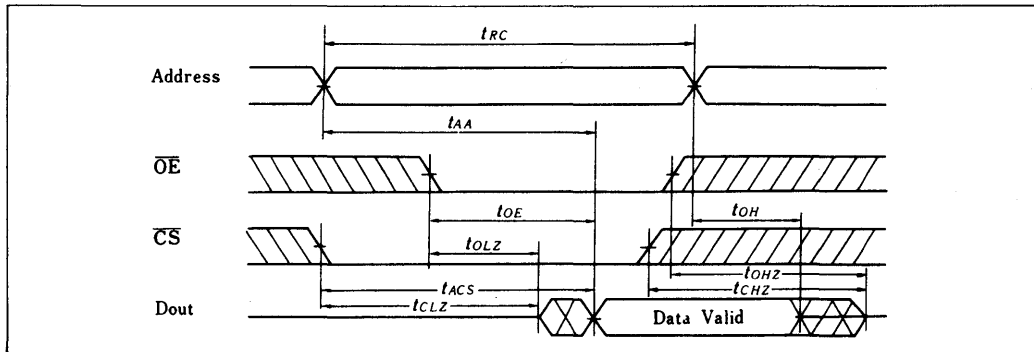 tRC
Address
tAA
OE
tOE
tOH
CS
tOLZ
tOHZ
tACS
tCHZ
tCLZ
Dout
Data Valid